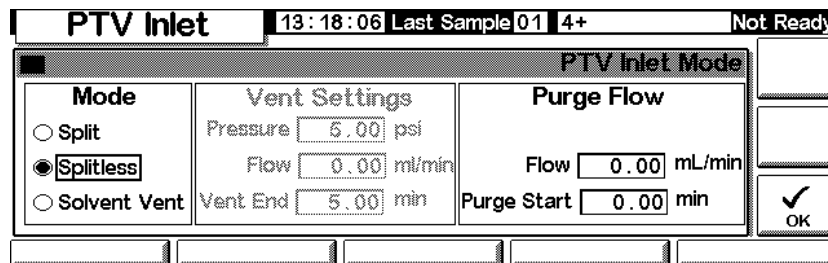 PTV Inlet 13:18:06 Last Sample 01 4+ Not Ready
PTV Inlet Mode
Mode
Split
Splitless
Solvent Vent
Vent Settings
Pressure 5.00 psi
Flow 0.00 ml/min
Vent End 5.00 min
Purge Flow
Flow 0.00 mL/min
Purge Start 0.00 min
OK